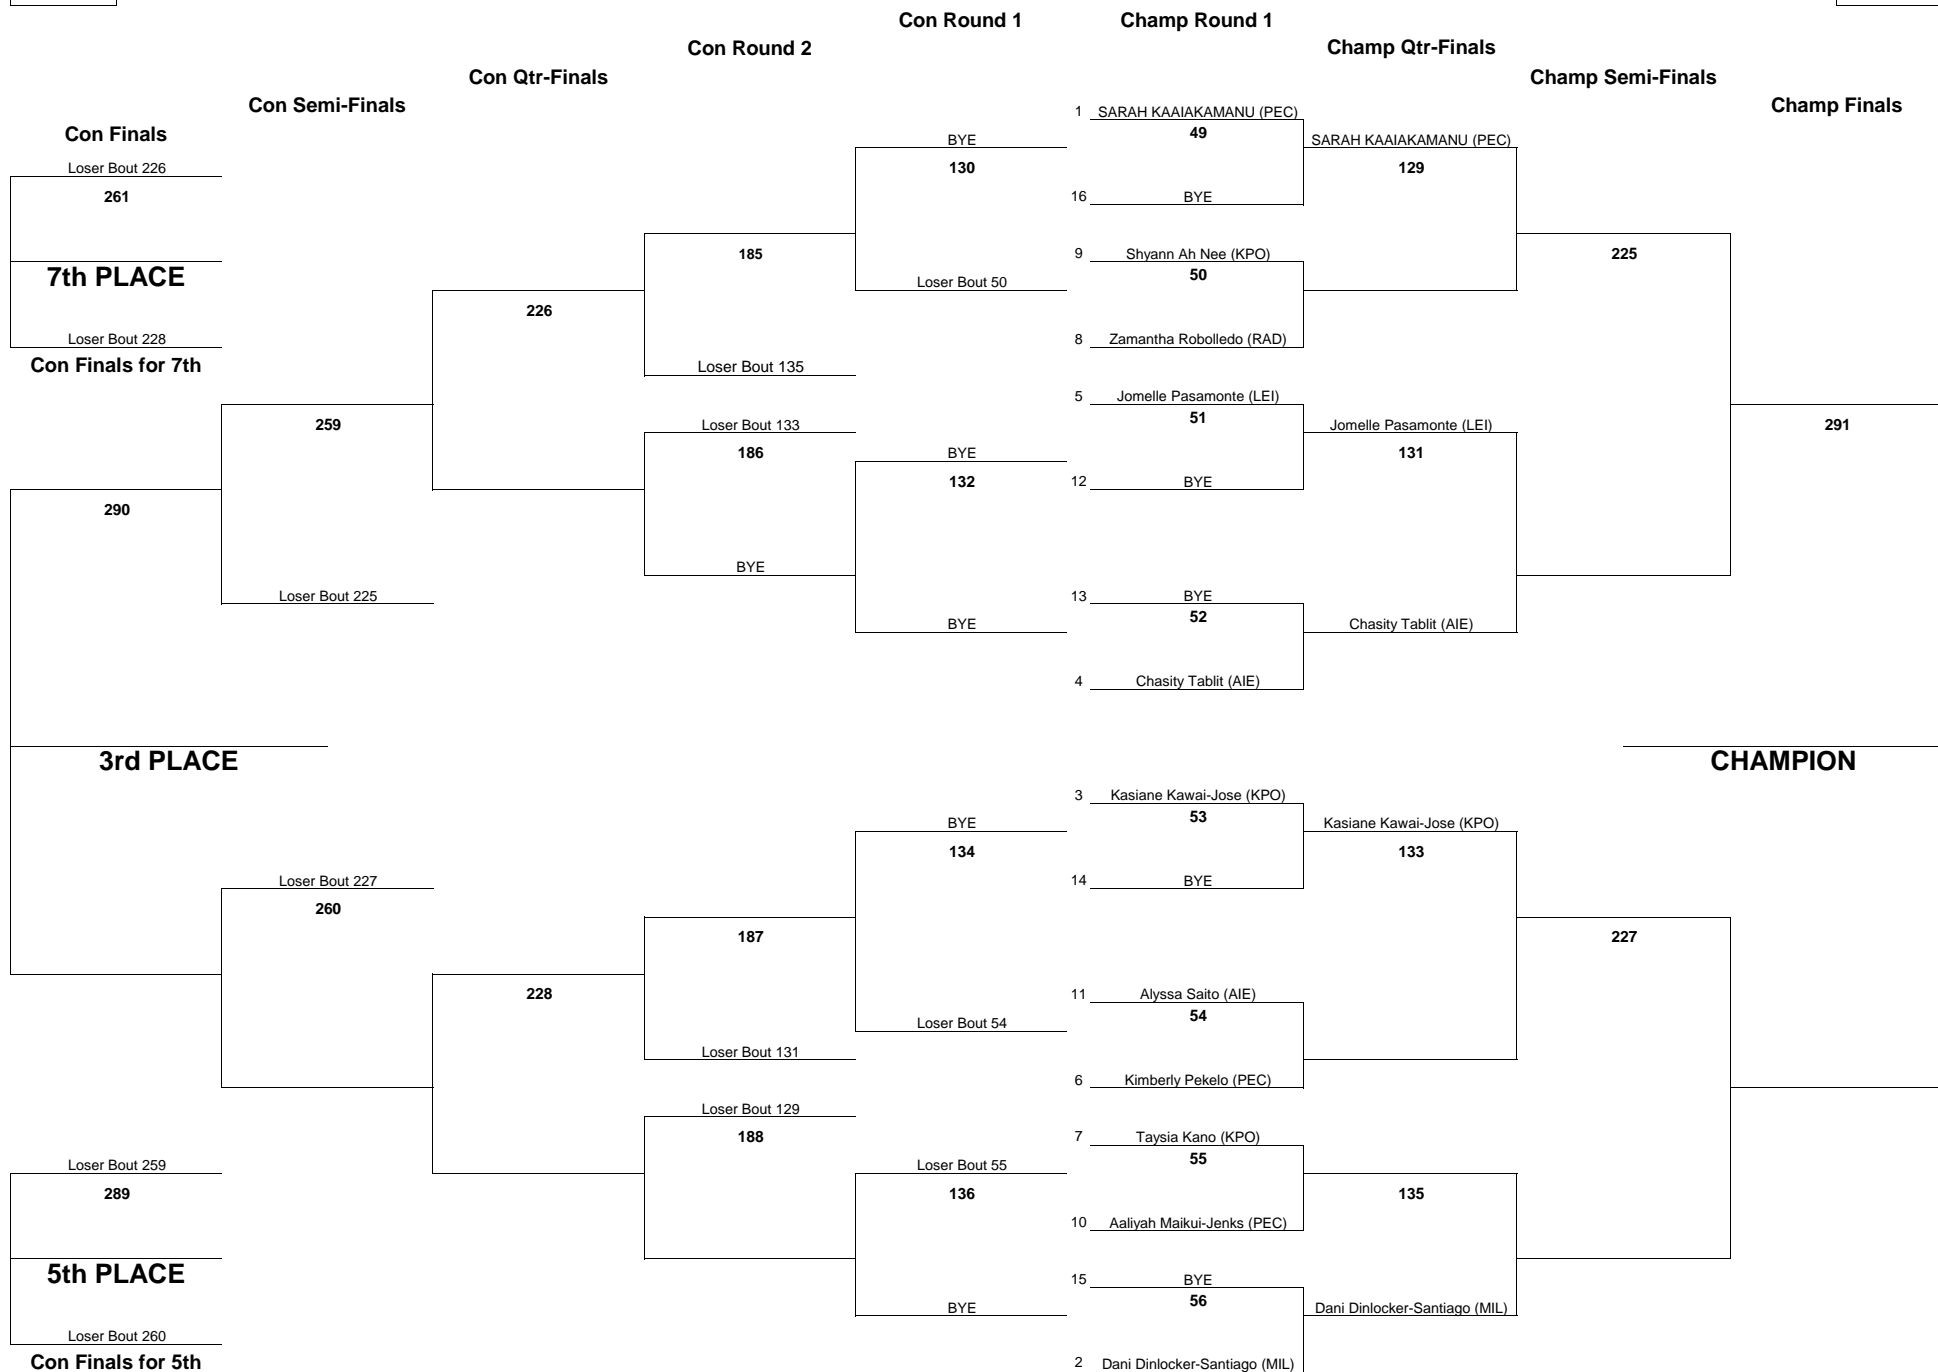 Con Round 1 Champ Round 1
Con Round 2 Champ Qtr-Finals
Con Qtr-Finals Champ Semi-Finals
Con Semi-Finals Champ Finals
1 SARAH KAAIAKAMANU (PEC)
Con Finals 49
BYE SARAH KAAIAKAMANU (PEC)
Loser Bout 226 130 129
261 16 BYE
185 9 Shyann Ah Nee (KPO) 225
7th PLACE 50
Loser Bout 50
226
Loser Bout 228 8 Zamantha Robolledo (RAD)
Con Finals for 7th Loser Bout 135
5 Jomelle Pasamonte (LEI)
51
259 Loser Bout 133 Jomelle Pasamonte (LEI) 291
186 BYE 131
132 12 BYE
290
BYE
Loser Bout 225 13 BYE
52
BYE Chasity Tablit (AIE)
4 Chasity Tablit (AIE)
3rd PLACE CHAMPION
3 Kasiane Kawai-Jose (KPO)
53
BYE Kasiane Kawai-Jose (KPO)
134 133
Loser Bout 227 14 BYE
260
187 227
228 11 Alyssa Saito (AIE)
54
Loser Bout 54
Loser Bout 131
6 Kimberly Pekelo (PEC)
Loser Bout 129
188 7 Taysia Kano (KPO)
55
Loser Bout 259 Loser Bout 55
289 136 135
10 Aaliyah Maikui-Jenks (PEC)
5th PLACE
15 BYE
56
BYE Dani Dinlocker-Santiago (MIL)
Loser Bout 260
Con Finals for 5th 2 Dani Dinlocker-Santiago (MIL)